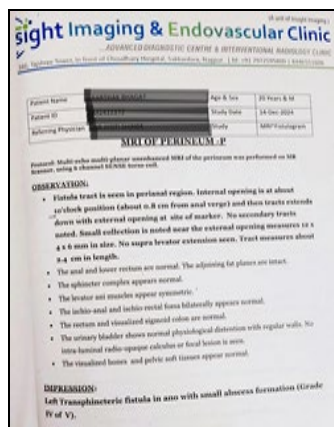 sight Imaging & Endovascular Clinic
...ADVANCED DIAGNOSTIC CENTRE & INTERVENTIONAL RADIOLOGY CLINIC
Patient Name Age & Sex 35 Years & M
Patient ID Study Date 14-Dec-2024
Referring Physician Study MRI Fistulogram
MRI OF PERINEUM -P
Protocol: Multi-echo multi-planar unenhanced MRI of the perineum was performed on MR
scanner, using 8 channel SENSE torso coil.
OBSERVATION:
• Fistula tract is seen in perianal region. Internal opening is at about
1o'clock position (about 0.8 cm from anal verge) and then tracts extends
down with external opening at site of marker. No secondary tracts
noted. Small collection is noted near the external opening measures 12 x
4 x 6 mm in size. No supra levator extension seen. Tract measures about
2.4 cm in length.
• The anal and lower rectum are normal. The adjoining fat planes are intact.
• The sphincter complex appears normal.
• The levator ani muscles appear symmetric.
• The ischio-anal and ischio-rectal fossa bilaterally appears normal.
• The rectum and visualized sigmoid colon are normal.
• The urinary bladder shows normal physiological distention with regular walls. No
intra-luminal radio-opaque calculus or focal lesion is seen.
• The visualized bones and pelvic soft tissues appear normal.
IMPRESSION:
Left Transphincteric fistula in ano with small abscess formation (Grade
IV of V).